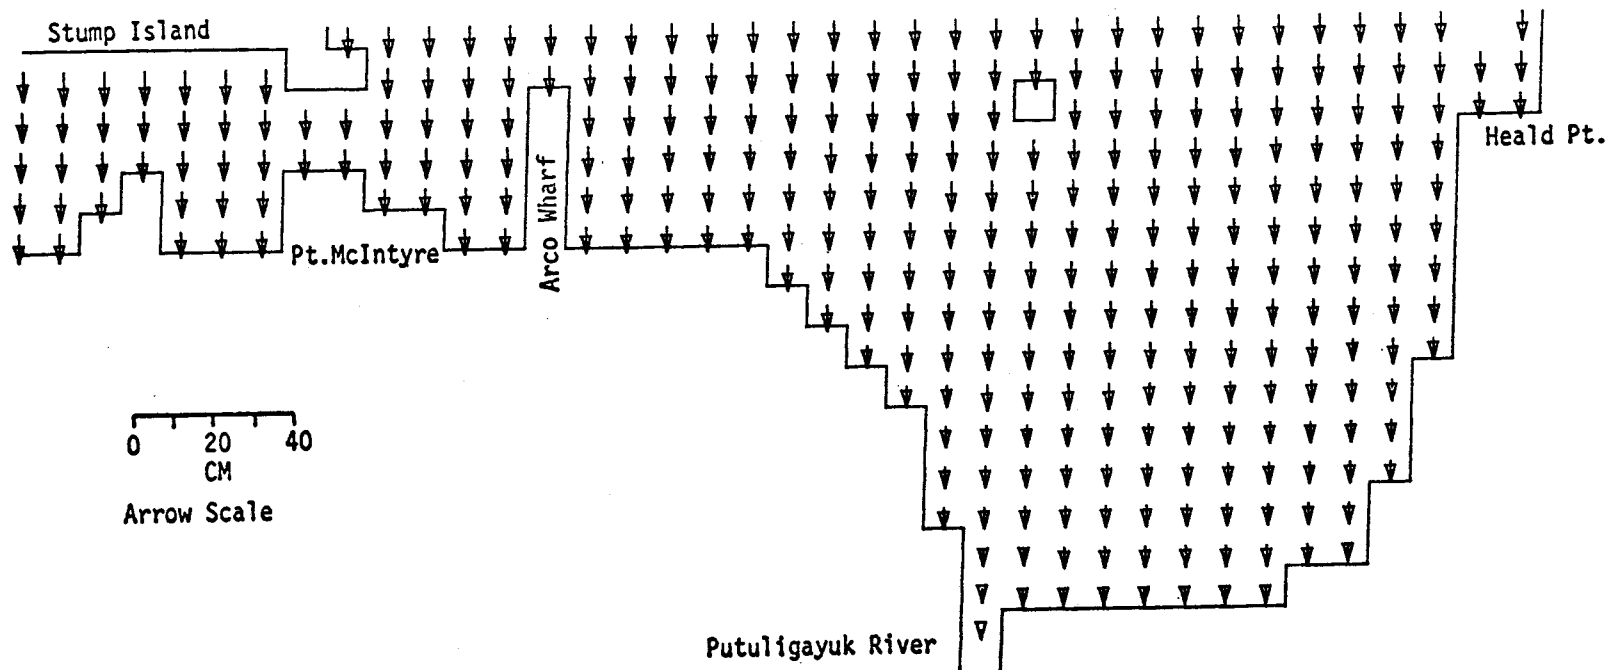 Stump Island
Heald Pt.
Arco Wharf
Pt.McIntyre
0 20 40
CM
Arrow Scale
Putuligayuk River